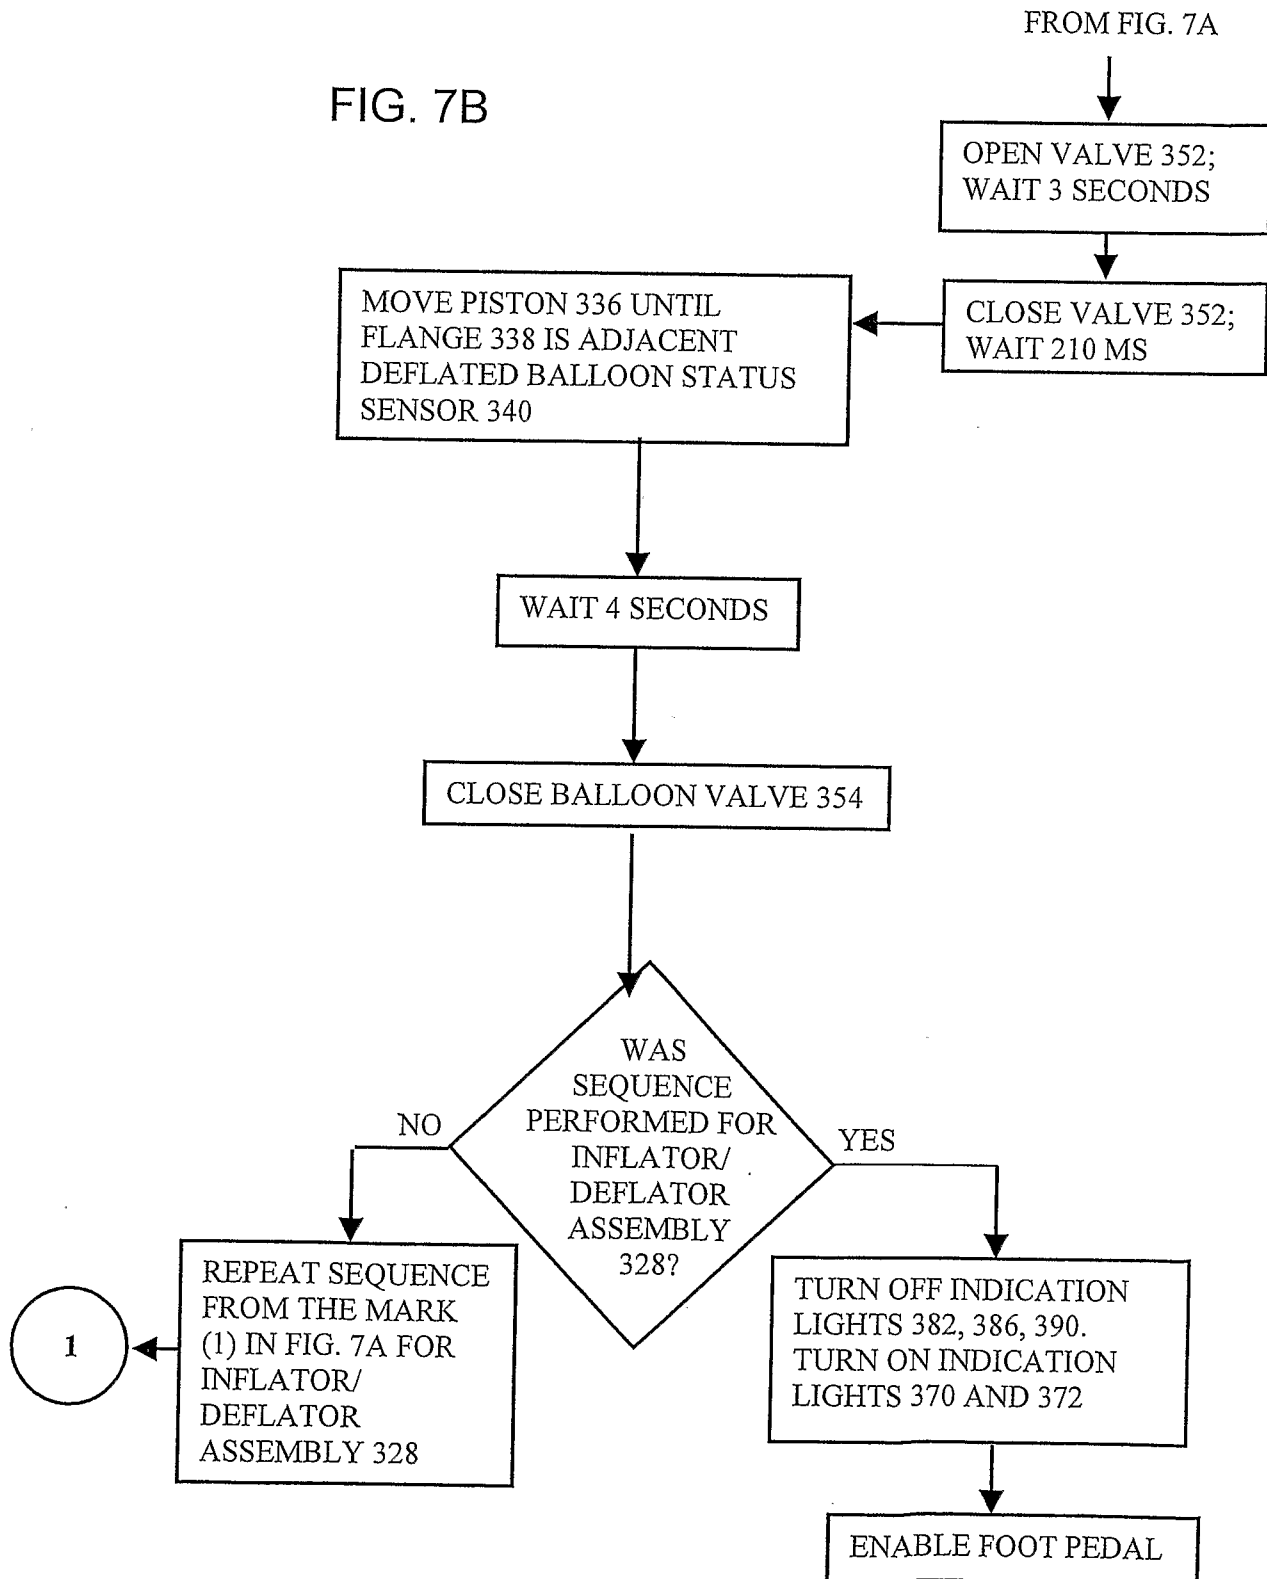 FROM FIG. 7A
FIG. 7B
OPEN VALVE 352;
WAIT 3 SECONDS
CLOSE VALVE 352;
WAIT 210 MS
MOVE PISTON 336 UNTIL
FLANGE 338 IS ADJACENT
DEFLATED BALLOON STATUS
SENSOR 340
WAIT 4 SECONDS
CLOSE BALLOON VALVE 354
WAS
SEQUENCE
PERFORMED FOR
INFLATOR/
DEFLATOR
ASSEMBLY
328?
NO
YES
REPEAT SEQUENCE
FROM THE MARK
(1) IN FIG. 7A FOR
INFLATOR/
DEFLATOR
ASSEMBLY 328
1
TURN OFF INDICATION
LIGHTS 382, 386, 390.
TURN ON INDICATION
LIGHTS 370 AND 372
ENABLE FOOT PEDAL